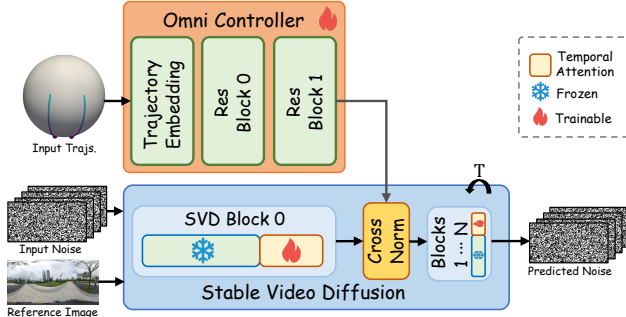 Omni Controller
Trajectory
Embedding
Res
Block 0
Res
Block 1
Input Trajs.
Temporal
Attention
Frozen
Trainable
T
SVD Block 0
Cross
Norm
Blocks
1 ... N
Input Noise
Reference Image
Stable Video Diffusion
Predicted Noise